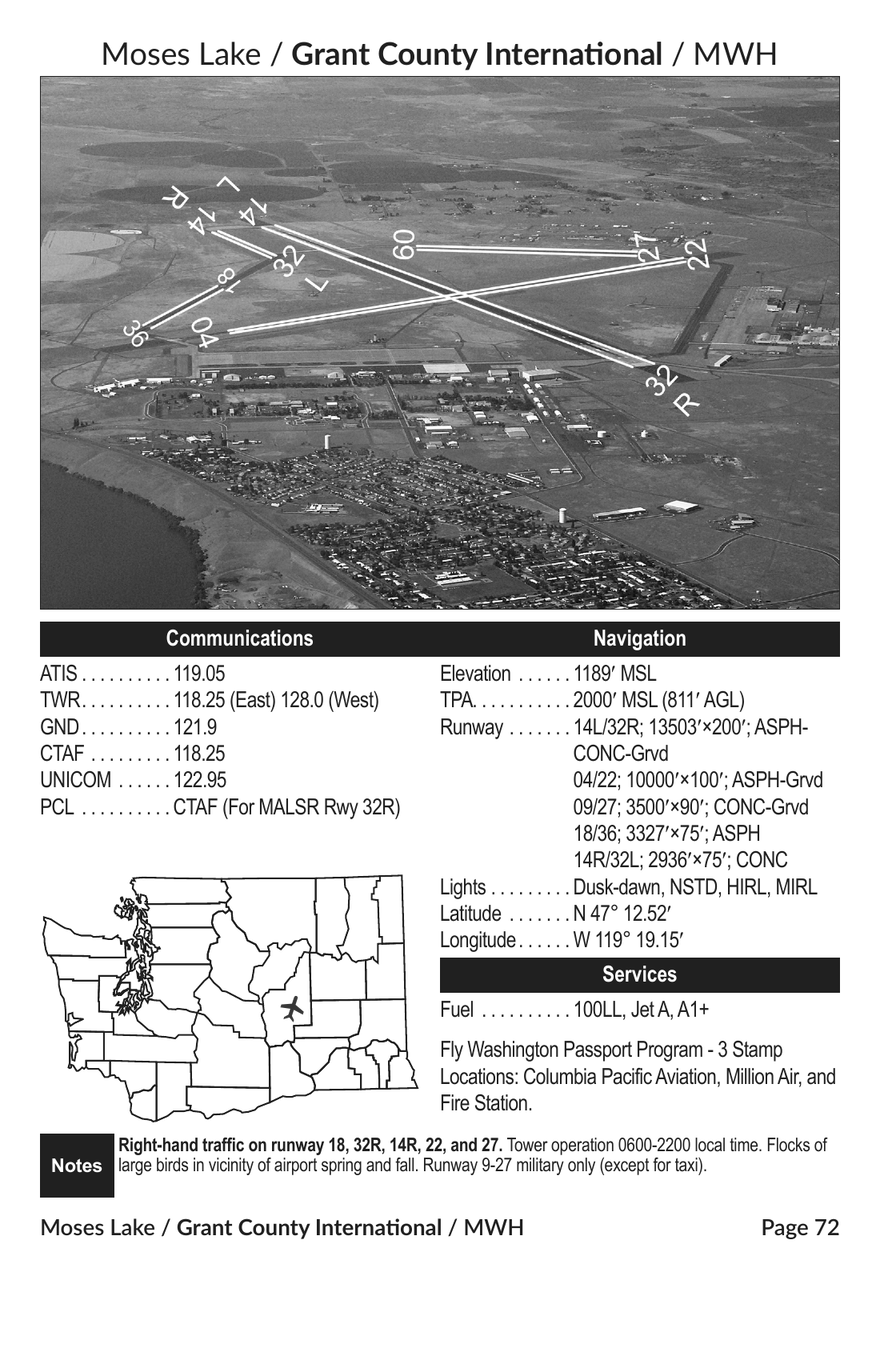 Moses Lake / Grant County International / MWH
L
R
14
14
09
27
22
32
L
18
36
04
32
R
Communications
ATIS . . . . . . . . . . 119.05
TWR. . . . . . . . . . 118.25 (East) 128.0 (West)
GND . . . . . . . . . . 121.9
CTAF . . . . . . . . . 118.25
UNICOM . . . . . . 122.95
PCL . . . . . . . . . . CTAF (For MALSR Rwy 32R)
Navigation
Elevation . . . . . . 1189′ MSL
TPA. . . . . . . . . . . 2000′ MSL (811′ AGL)
Runway . . . . . . . 14L/32R; 13503′×200′; ASPH-
CONC-Grvd
04/22; 10000′×100′; ASPH-Grvd
09/27; 3500′×90′; CONC-Grvd
18/36; 3327′×75′; ASPH
14R/32L; 2936′×75′; CONC
Lights . . . . . . . . . Dusk-dawn, NSTD, HIRL, MIRL
Latitude . . . . . . . N 47° 12.52′
Longitude . . . . . . W 119° 19.15′
Services
Fuel . . . . . . . . . . 100LL, Jet A, A1+
Fly Washington Passport Program - 3 Stamp
Locations: Columbia Pacific Aviation, Million Air, and
Fire Station.
Notes
Right-hand traffic on runway 18, 32R, 14R, 22, and 27. Tower operation 0600-2200 local time. Flocks of
large birds in vicinity of airport spring and fall. Runway 9-27 military only (except for taxi).
Moses Lake / Grant County International / MWH
Page 72